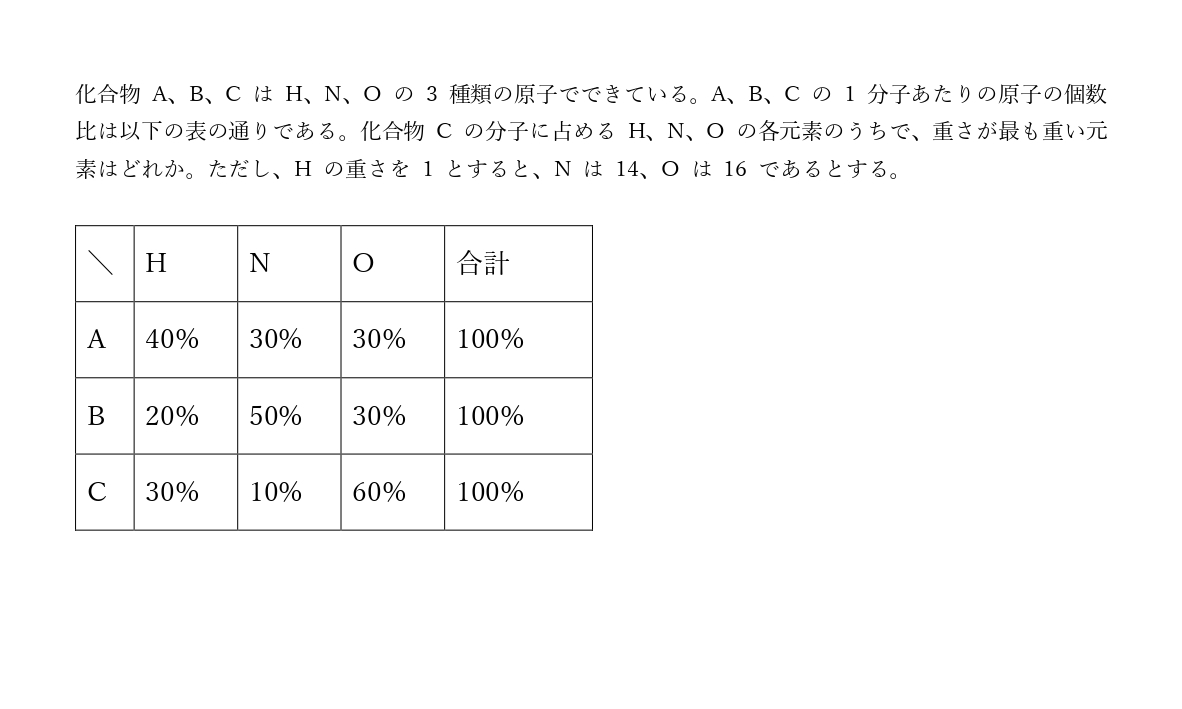 化合物 A、B、C は H、N、O の 3 種類の原子でできている。A、B、C の 1 分子あたりの原子の個数
比は以下の表の通りである。化合物 C の分子に占める H、N、O の各元素のうちで、重さが最も重い元
素はどれか。ただし、H の重さを 1 とすると、N は 14、O は 16 であるとする。
＼ H N O 合計
A 40% 30% 30% 100%
B 20% 50% 30% 100%
C 30% 10% 60% 100%